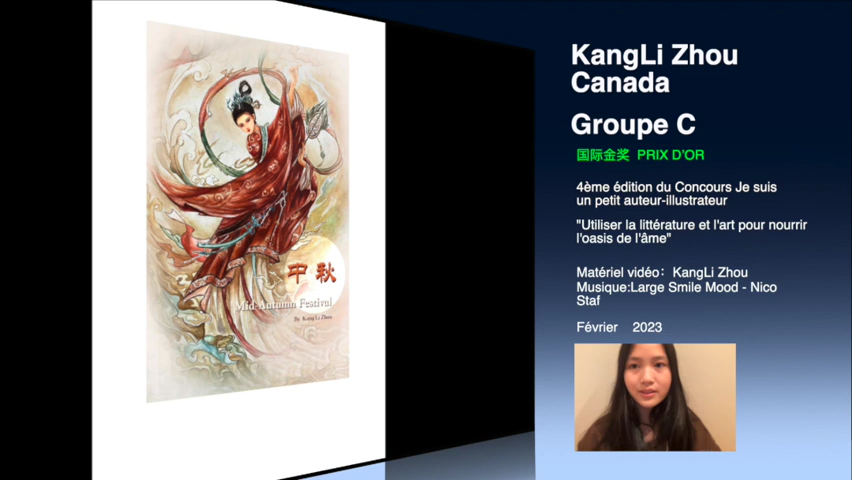 中秋
Mid-Autumn Festival
By Kang Li Zhou
KangLi Zhou
Canada
Groupe C
国际金奖 PRIX D'OR
4ème édition du Concours Je suis
un petit auteur-illustrateur
"Utiliser la littérature et l'art pour nourrir
l'oasis de l'âme"
Matériel vidéo：KangLi Zhou
Musique:Large Smile Mood - Nico
Staf
Février 2023